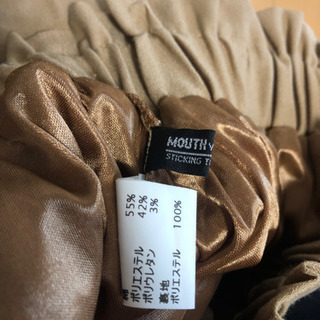 MOUTH
STICKING
55%
ポリエステル 42%
ポリウレタン 3%
裏地
ポリエステル 100%